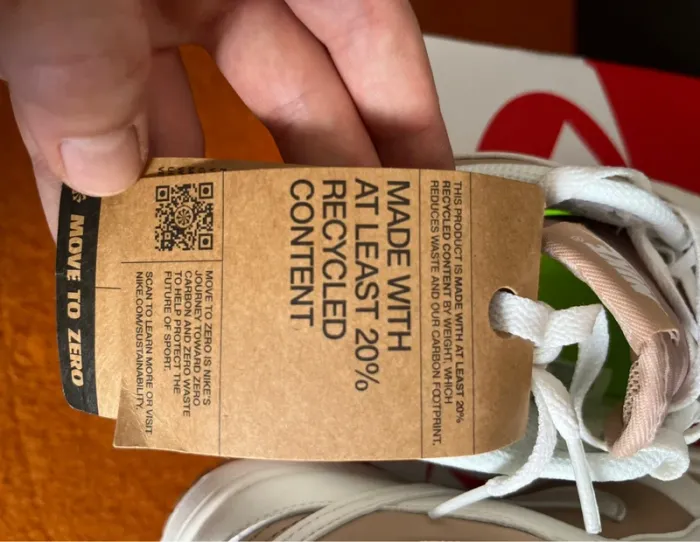 THIS PRODUCT IS MADE WITH AT LEAST 20%
RECYCLED CONTENT BY WEIGHT, WHICH
REDUCES WASTE AND OUR CARBON FOOTPRINT.
MADE WITH
AT LEAST 20%
RECYCLED
CONTENT
MOVE TO ZERO IS NIKE'S
JOURNEY TOWARD ZERO
CARBON AND ZERO WASTE
TO HELP PROTECT THE
FUTURE OF SPORT.
SCAN TO LEARN MORE OR VISIT
NIKE.COM/SUSTAINABILITY.
MOVE TO ZERO